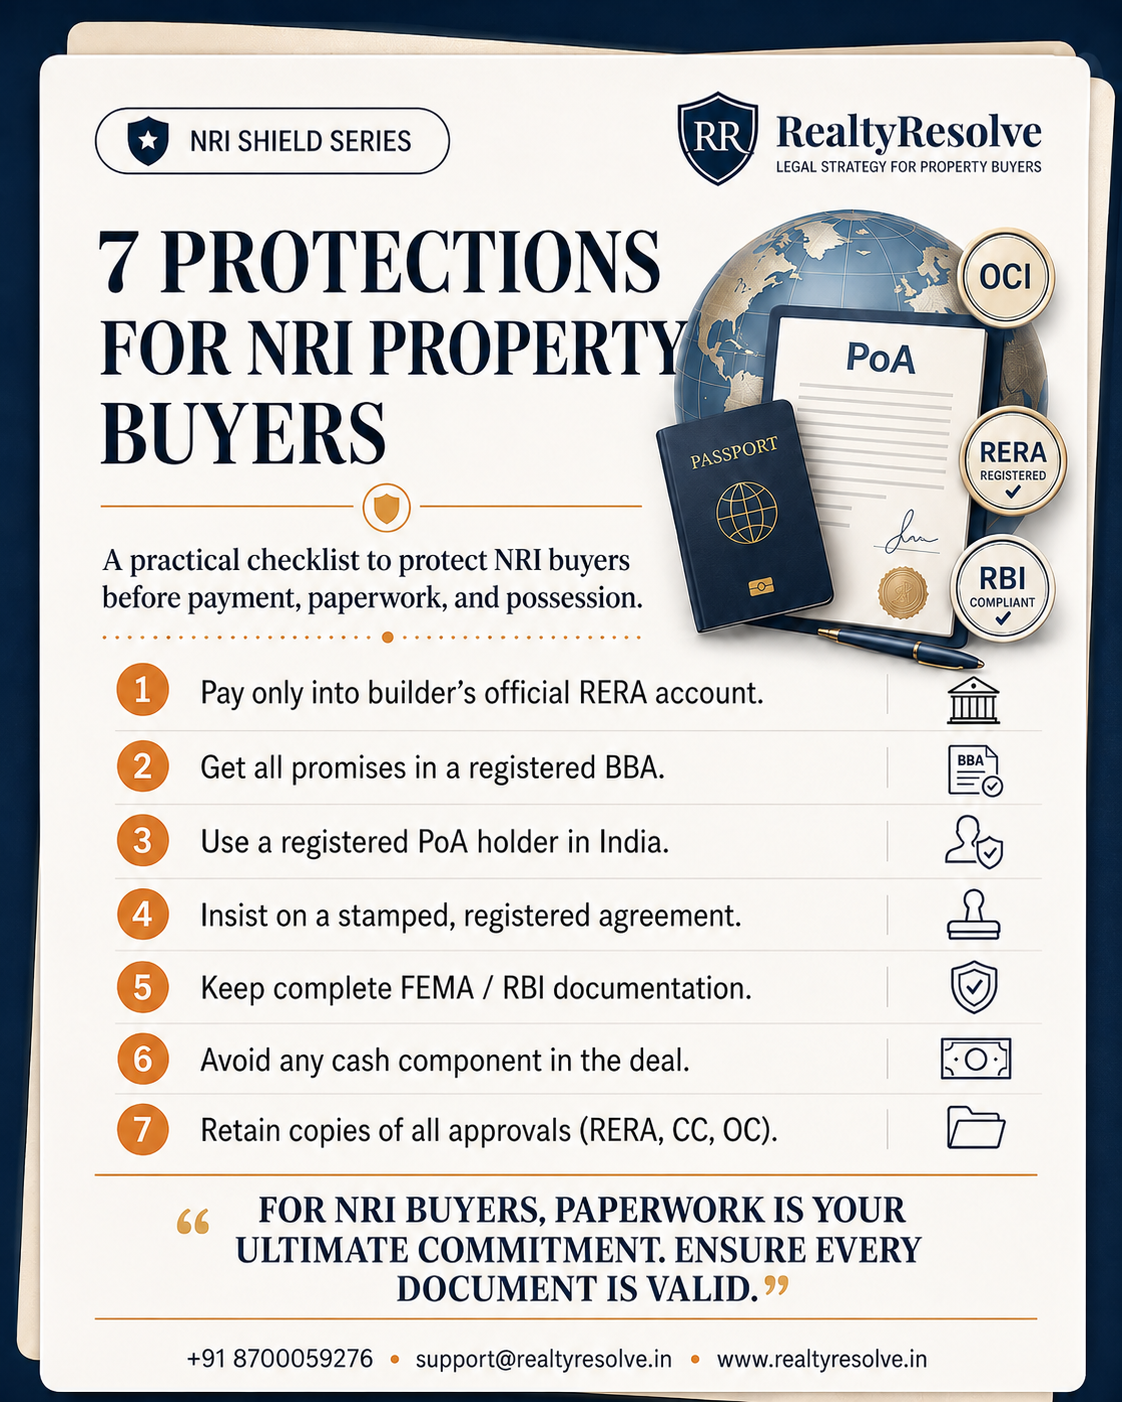 NRI SHIELD SERIES
RR
RealtyResolve
LEGAL STRATEGY FOR PROPERTY BUYERS
7 PROTECTIONS
FOR NRI PROPERTY
BUYERS
OCI
PoA
PASSPORT
RERA
REGISTERED
RBI
COMPLIANT
A practical checklist to protect NRI buyers
before payment, paperwork, and possession.
1 Pay only into builder’s official RERA account.
2 Get all promises in a registered BBA.
BBA
3 Use a registered PoA holder in India.
4 Insist on a stamped, registered agreement.
5 Keep complete FEMA / RBI documentation.
6 Avoid any cash component in the deal.
7 Retain copies of all approvals (RERA, CC, OC).
“FOR NRI BUYERS, PAPERWORK IS YOUR
ULTIMATE COMMITMENT. ENSURE EVERY
DOCUMENT IS VALID.”
+91 8700059276 • support@realtyresolve.in • www.realtyresolve.in